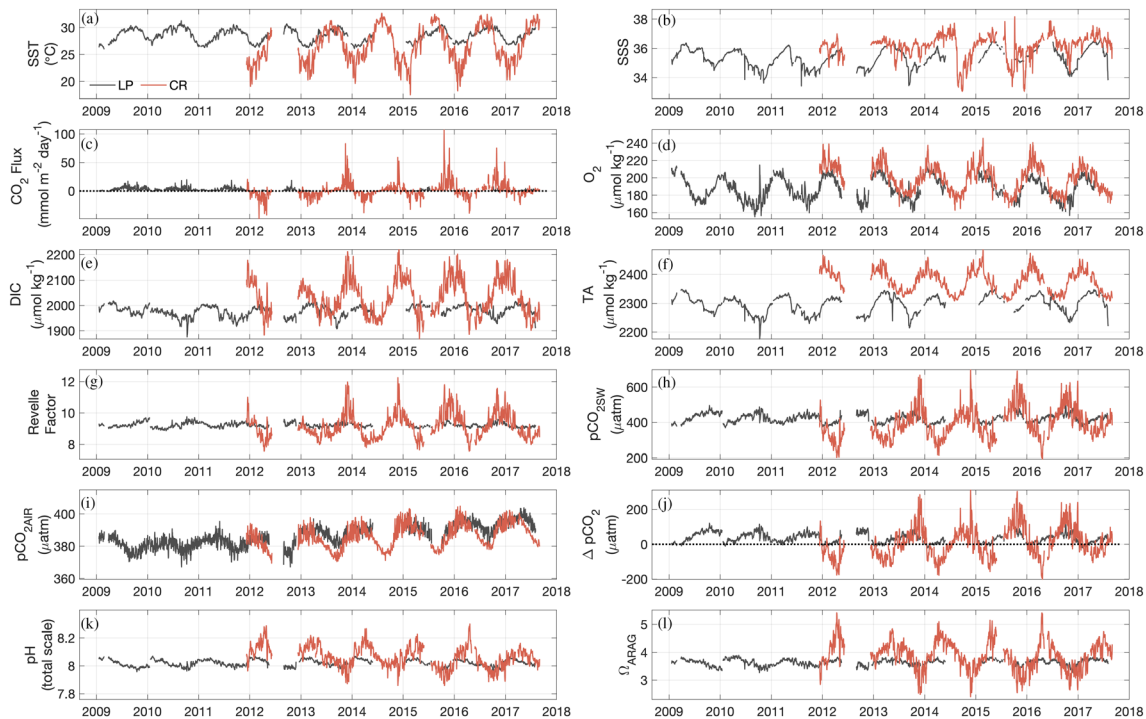 (a)
SST
(°C)
30
25
20
LP CR
2009 2010 2011 2012 2013 2014 2015 2016 2017 2018
(b)
SSS
38
36
34
2009 2010 2011 2012 2013 2014 2015 2016 2017 2018
(c)
CO2 Flux
(mmol m−2 day−1)
100
50
0
2009 2010 2011 2012 2013 2014 2015 2016 2017 2018
(d)
O2
(μmol kg-1)
240
220
200
180
160
2009 2010 2011 2012 2013 2014 2015 2016 2017 2018
(e)
DIC
(μmol kg-1)
2200
2100
2000
1900
2009 2010 2011 2012 2013 2014 2015 2016 2017 2018
(f)
TA
(μmol kg-1)
2400
2300
2200
2009 2010 2011 2012 2013 2014 2015 2016 2017 2018
(g)
Revelle
Factor
12
10
8
2009 2010 2011 2012 2013 2014 2015 2016 2017 2018
(h)
pCO2SW
(μatm)
600
400
200
2009 2010 2011 2012 2013 2014 2015 2016 2017 2018
(i)
pCO2AIR
(μatm)
400
380
360
2009 2010 2011 2012 2013 2014 2015 2016 2017 2018
(j)
Δ pCO2
(μatm)
200
0
-200
2009 2010 2011 2012 2013 2014 2015 2016 2017 2018
(k)
pH
(total scale)
8.2
8
7.8
2009 2010 2011 2012 2013 2014 2015 2016 2017 2018
(l)
ΩARAG
5
4
3
2009 2010 2011 2012 2013 2014 2015 2016 2017 2018